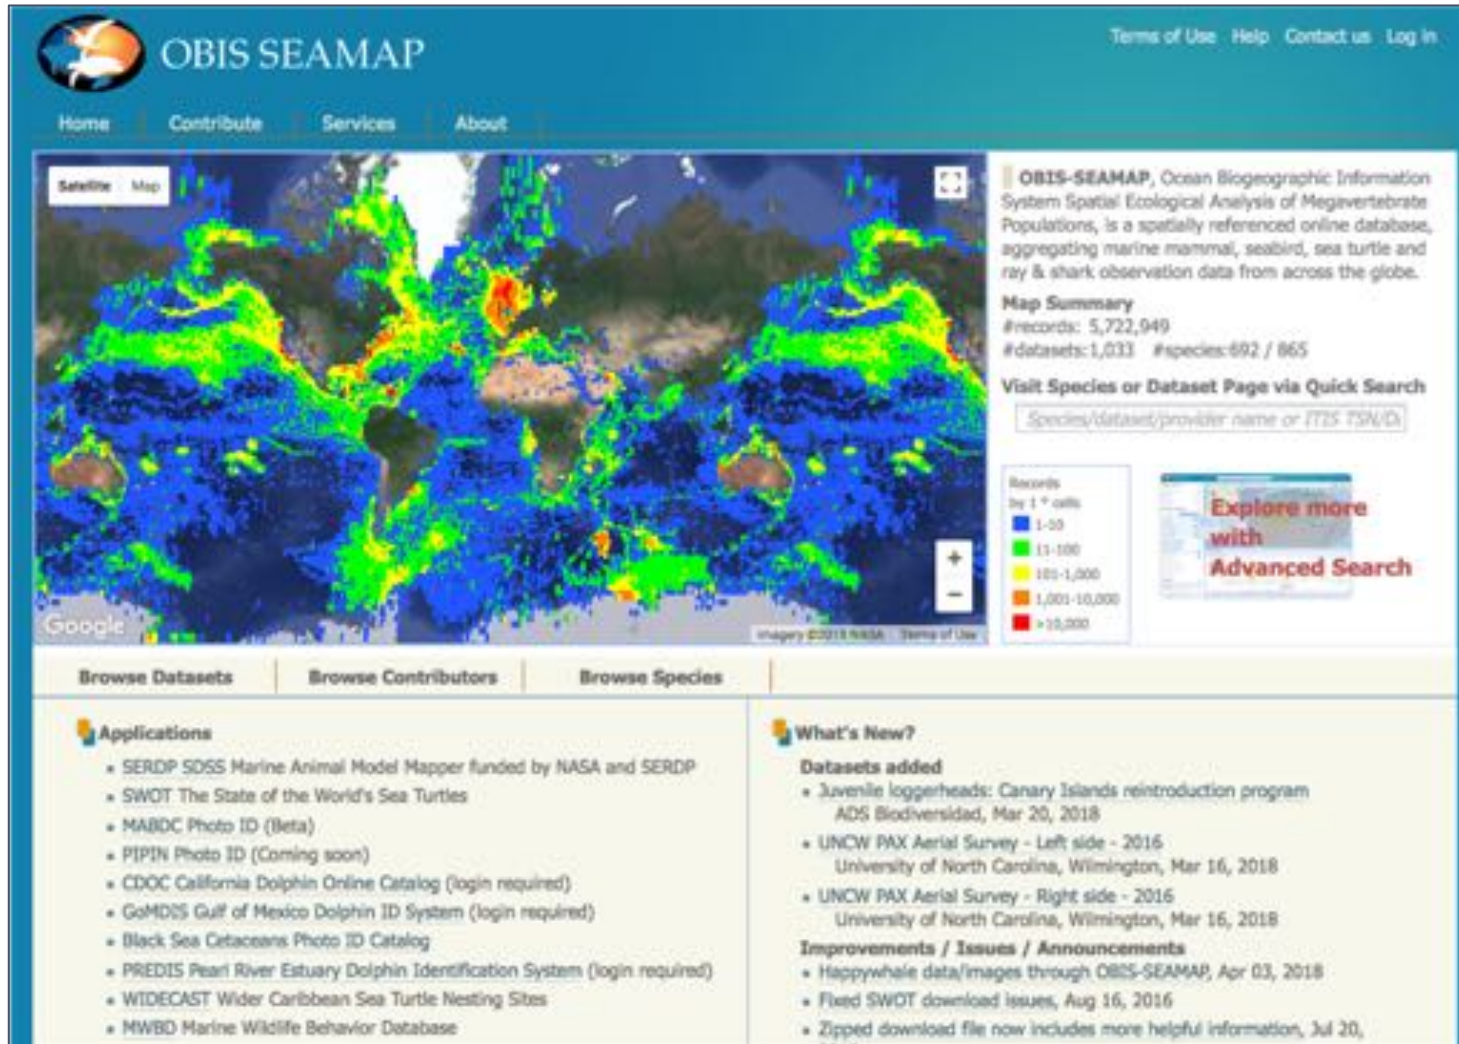 OBIS SEAMAP
Terms of Use Help Contact us Log in
Home Contribute Services About
Satellite Map
OBIS-SEAMAP, Ocean Biogeographic Information
System Spatial Ecological Analysis of Megavertebrate
Populations, is a spatially referenced online database,
aggregating marine mammal, seabird, sea turtle and
ray & shark observation data from across the globe.
Map Summary
#records: 5,722,949
#datasets:1,033 #species:692 / 865
Visit Species or Dataset Page via Quick Search
Species/dataset/provider name or ITIS TSN/
Records
by 1 ° cells
1-10
11-100
101-1,000
1,001-10,000
>10,000
Explore more
with
Advanced Search
+
−
Google
Imagery NASA Terms of Use
Browse Datasets Browse Contributors Browse Species
Applications
SERDP SDSS Marine Animal Model Mapper funded by NASA and SERDP
SWOT The State of the World's Sea Turtles
MABDC Photo ID (Beta)
PIPIN Photo ID (Coming soon)
CDOC California Dolphin Online Catalog (login required)
GoMDIS Gulf of Mexico Dolphin ID System (login required)
Black Sea Cetaceans Photo ID Catalog
PREDIS Pearl River Estuary Dolphin Identification System (login required)
WIDECAST Wider Caribbean Sea Turtle Nesting Sites
MWBD Marine Wildlife Behavior Database
What's New?
Datasets added
Juvenile loggerheads: Canary Islands reintroduction program
ADS Biodiversidad, Mar 20, 2018
UNCW PAX Aerial Survey - Left side - 2016
University of North Carolina, Wilmington, Mar 16, 2018
UNCW PAX Aerial Survey - Right side - 2016
University of North Carolina, Wilmington, Mar 16, 2018
Improvements / Issues / Announcements
Happywhale data/images through OBIS-SEAMAP, Apr 03, 2018
Fixed SWOT download issues, Aug 16, 2016
Zipped download file now includes more helpful information, Jul 20,